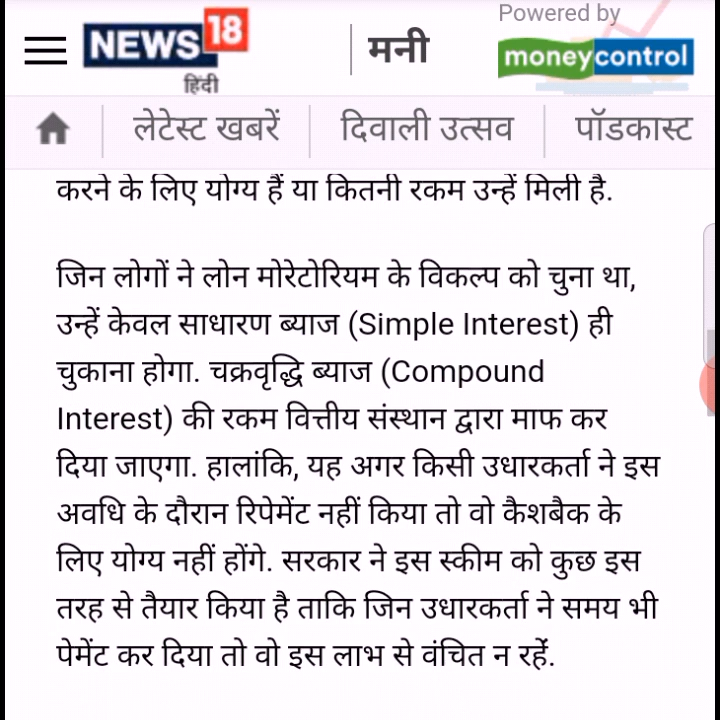 Powered by
NEWS18
हिंदी
मनी
moneycontrol
लेटेस्ट खबरें
दिवाली उत्सव
पॉडकास्ट
करने के लिए योग्य हैं या कितनी रकम उन्हें मिली है.
जिन लोगों ने लोन मोरेटोरियम के विकल्प को चुना था,
उन्हें केवल साधारण ब्याज (Simple Interest) ही
चुकाना होगा. चक्रवृद्धि ब्याज (Compound
Interest) की रकम वित्तीय संस्थान द्वारा माफ कर
दिया जाएगा. हालांकि, यह अगर किसी उधारकर्ता ने इस
अवधि के दौरान रिपेमेंट नहीं किया तो वो कैशबैक के
लिए योग्य नहीं होंगे. सरकार ने इस स्कीम को कुछ इस
तरह से तैयार किया है ताकि जिन उधारकर्ता ने समय भी
पेमेंट कर दिया तो वो इस लाभ से वंचित न रहें.